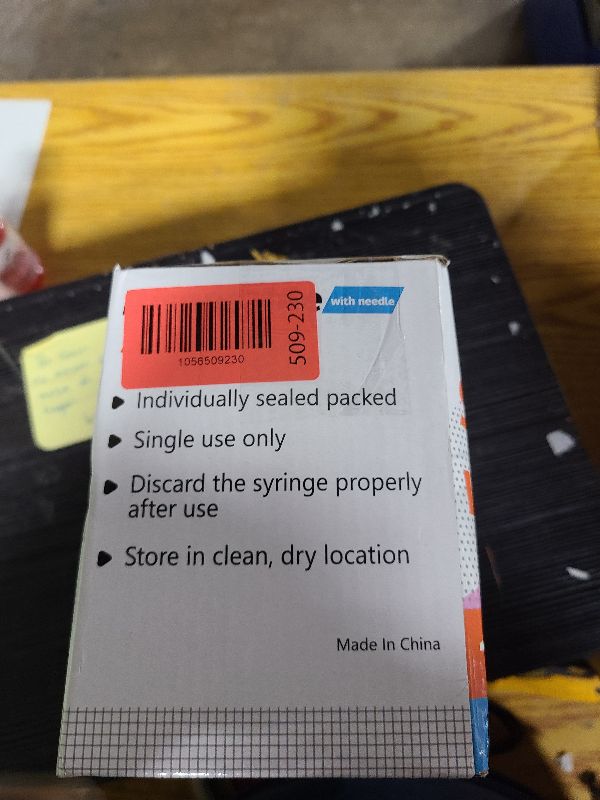 with needle
1056509230
509-230
Individually sealed packed
Single use only
Discard the syringe properly
after use
Store in clean, dry location
Made In China